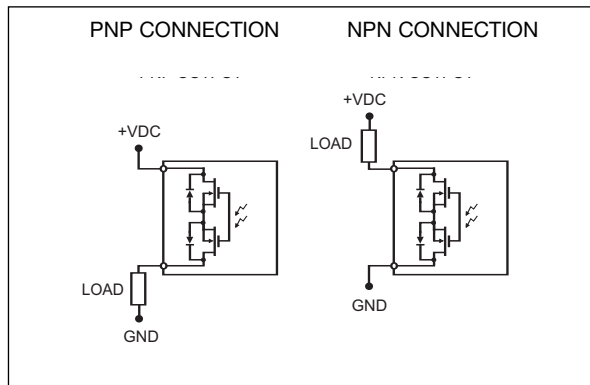 PNP CONNECTION
NPN CONNECTION
+VDC
LOAD
GND
+VDC
LOAD
GND